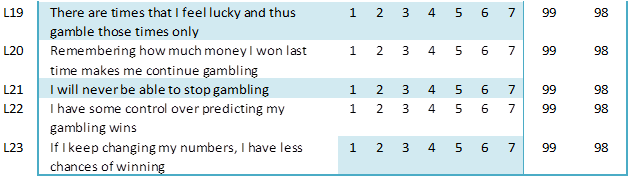 L19 There are times that I feel lucky and thus 1 2 3 4 5 6 7 99 98
gamble those times only
L20 Remembering how much money I won last 1 2 3 4 5 6 7 99 98
time makes me continue gambling
L21 I will never be able to stop gambling 1 2 3 4 5 6 7 99 98
L22 I have some control over predicting my 1 2 3 4 5 6 7 99 98
gambling wins
L23 If I keep changing my numbers, I have less 1 2 3 4 5 6 7 99 98
chances of winning